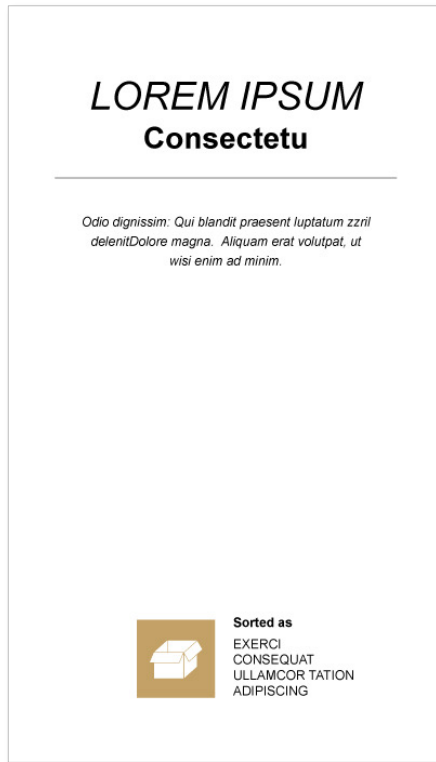 LOREM IPSUM
Consectetu
Odio dignissim: Qui blandit praesent luptatum zzril
delenitDolore magna.  Aliquam erat volutpat, ut
wisi enim ad minim.
Sorted as
EXERCI
CONSEQUAT
ULLAMCOR TATION
ADIPISCING